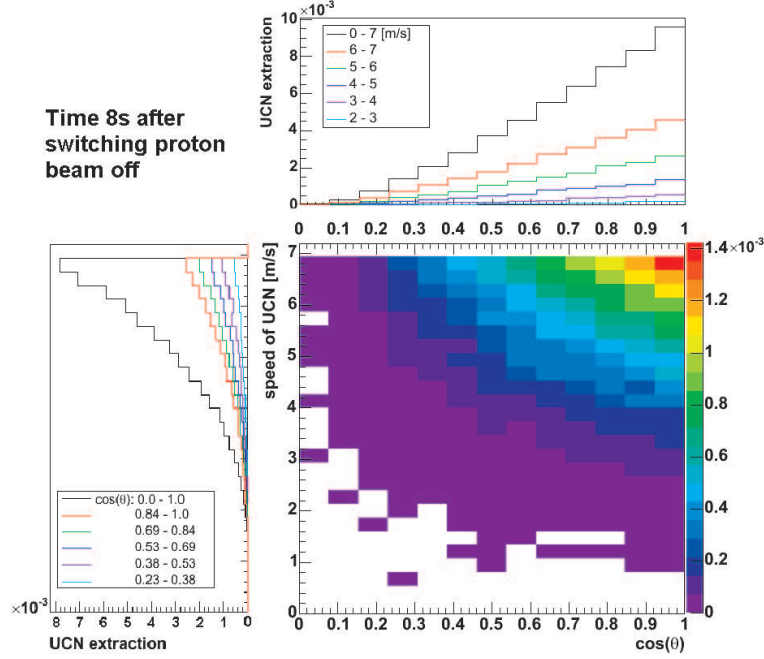 Time 8s after
switching proton
beam off
×10⁻³
UCN extraction
10
8
6
4
2
0
0 - 7 [m/s]
6 - 7
5 - 6
4 - 5
3 - 4
2 - 3
0 0.1 0.2 0.3 0.4 0.5 0.6 0.7 0.8 0.9 1
cos(θ): 0.0 - 1.0
0.84 - 1.0
0.69 - 0.84
0.53 - 0.69
0.38 - 0.53
0.23 - 0.38
×10⁻³
8 7 6 5 4 3 2 1 0
UCN extraction
speed of UCN [m/s]
7
6
5
4
3
2
1
0
0 0.1 0.2 0.3 0.4 0.5 0.6 0.7 0.8 0.9 1
cos(θ)
1.4×10⁻³
1.2
1
0.8
0.6
0.4
0.2
0